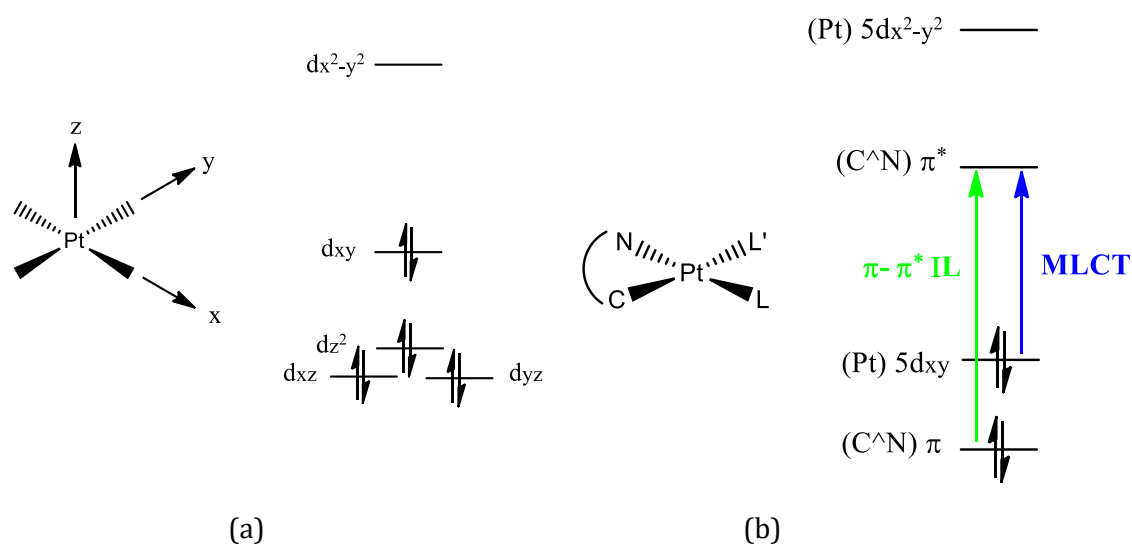 dx²-y²
z
y
Pt
x
dxy
dz²
dxz
dyz
(a)
(Pt) 5dx²-y²
(C^N) π*
N
L'
Pt
C
L
π- π* IL
MLCT
(Pt) 5dxy
(C^N) π
(b)